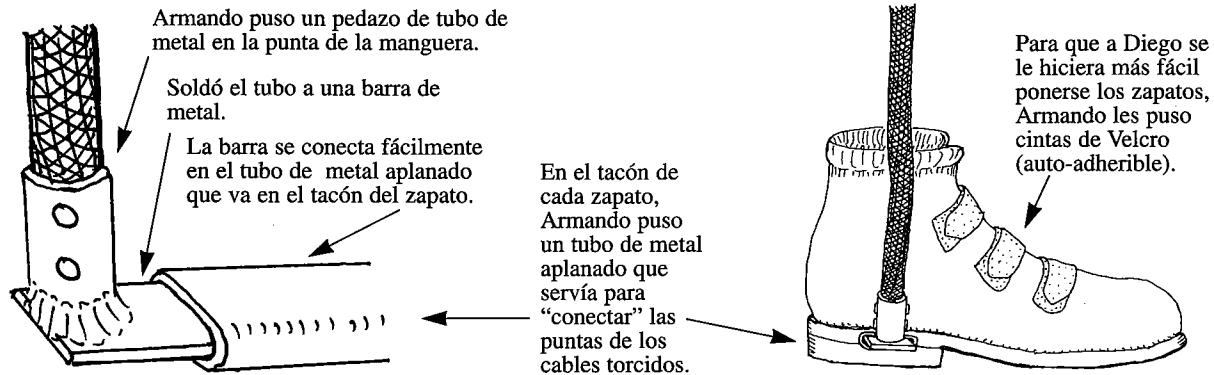 Armando puso un pedazo de tubo de
metal en la punta de la manguera.
Soldó el tubo a una barra de
metal.
La barra se conecta fácilmente
en el tubo de metal aplanado
que va en el tacón del zapato.
En el tacón de
cada zapato,
Armando puso
un tubo de metal
aplanado que
servía para
“conectar” las
puntas de los
cables torcidos.
Para que a Diego se
le hiciera más fácil
ponerse los zapatos,
Armando les puso
cintas de Velcro
(auto-adherible).